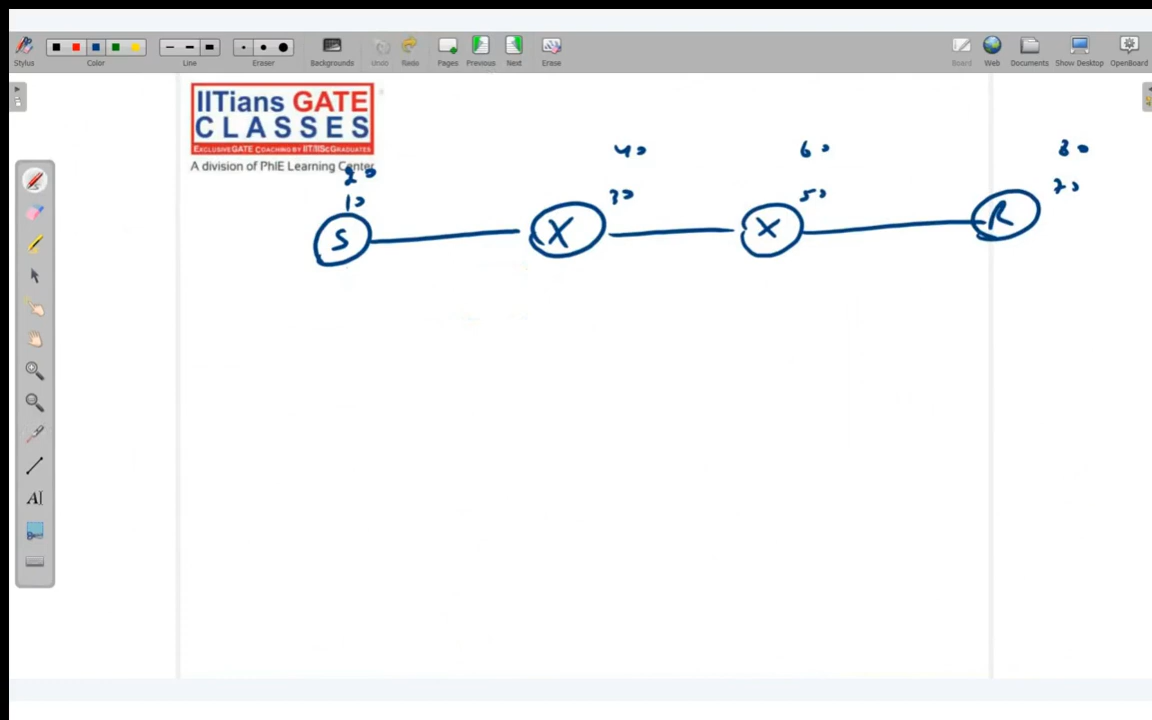 Stylus Color Line Eraser Backgrounds Undo Redo Pages Previous Next Erase Board Web Documents Show Desktop OpenBoard
IITians GATE
CLASSES
EXCLUSIVE GATE COACHING BY IIT/IISc GRADUATES
A division of PhIE Learning Center
20
10
S
40
30
X
60
50
X
80
70
R
AI